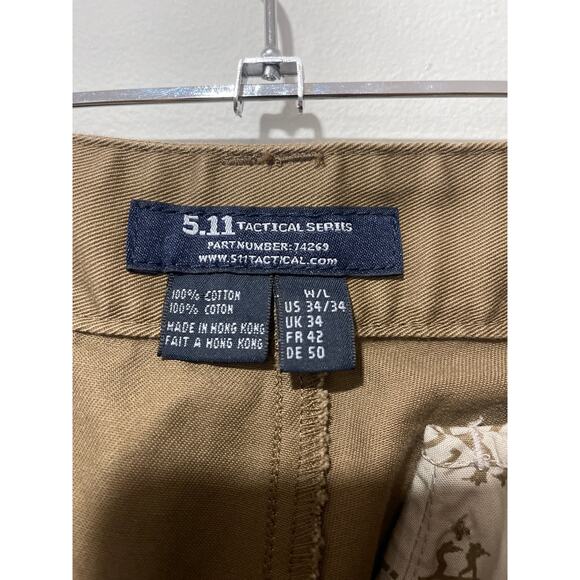 5.11 TACTICAL SERIES
PART NUMBER: 74269
www.511TACTICAL.com
100% COTTON
100% COTON
MADE IN HONG KONG
FAIT A HONG KONG
W/L
US 34/34
UK 34
FR 42
DE 50